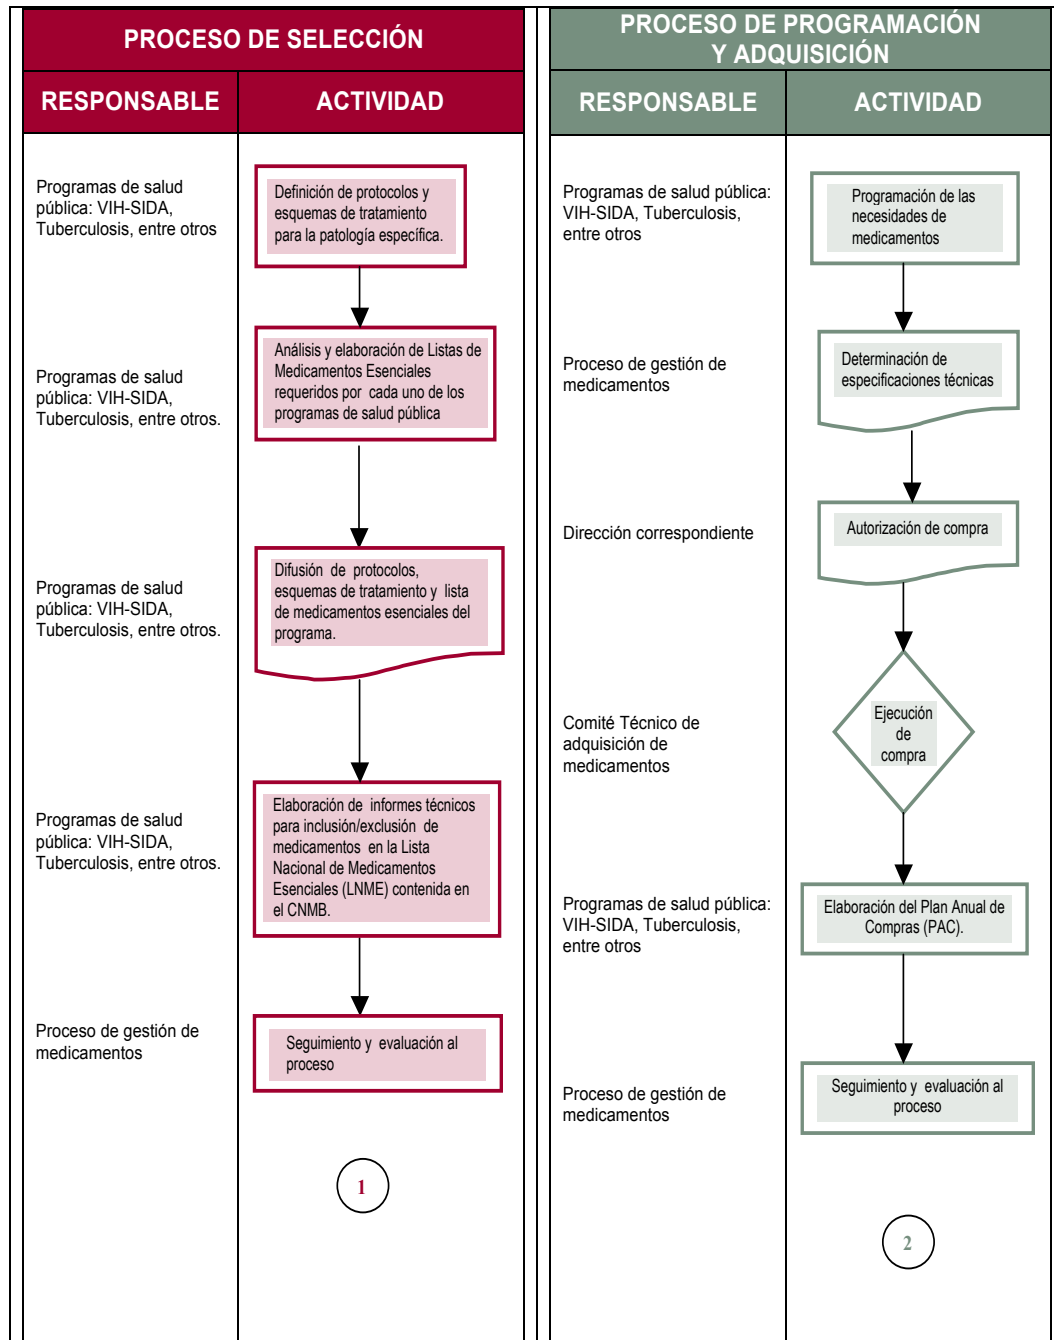 PROCESO DE SELECCIÓN
RESPONSABLE
ACTIVIDAD
Programas de salud
pública: VIH-SIDA,
Tuberculosis, entre otros
Definición de protocolos y
esquemas de tratamiento
para la patología específica.
Programas de salud
pública: VIH-SIDA,
Tuberculosis, entre otros.
Análisis y elaboración de Listas de
Medicamentos Esenciales
requeridos por cada uno de los
programas de salud pública
Programas de salud
pública: VIH-SIDA,
Tuberculosis, entre otros.
Difusión de protocolos,
esquemas de tratamiento y lista
de medicamentos esenciales del
programa.
Programas de salud
pública: VIH-SIDA,
Tuberculosis, entre otros.
Elaboración de informes técnicos
para inclusión/exclusión de
medicamentos en la Lista
Nacional de Medicamentos
Esenciales (LNME) contenida en
el CNMB.
Proceso de gestión de
medicamentos
Seguimiento y evaluación al
proceso
1
PROCESO DE PROGRAMACIÓN
Y ADQUISICIÓN
RESPONSABLE
ACTIVIDAD
Programas de salud pública:
VIH-SIDA, Tuberculosis,
entre otros
Programación de las
necesidades de
medicamentos
Proceso de gestión de
medicamentos
Determinación de
especificaciones técnicas
Dirección correspondiente
Autorización de compra
Comité Técnico de
adquisición de
medicamentos
Ejecución
de
compra
Programas de salud pública:
VIH-SIDA, Tuberculosis,
entre otros
Elaboración del Plan Anual de
Compras (PAC).
Proceso de gestión de
medicamentos
Seguimiento y evaluación al
proceso
2